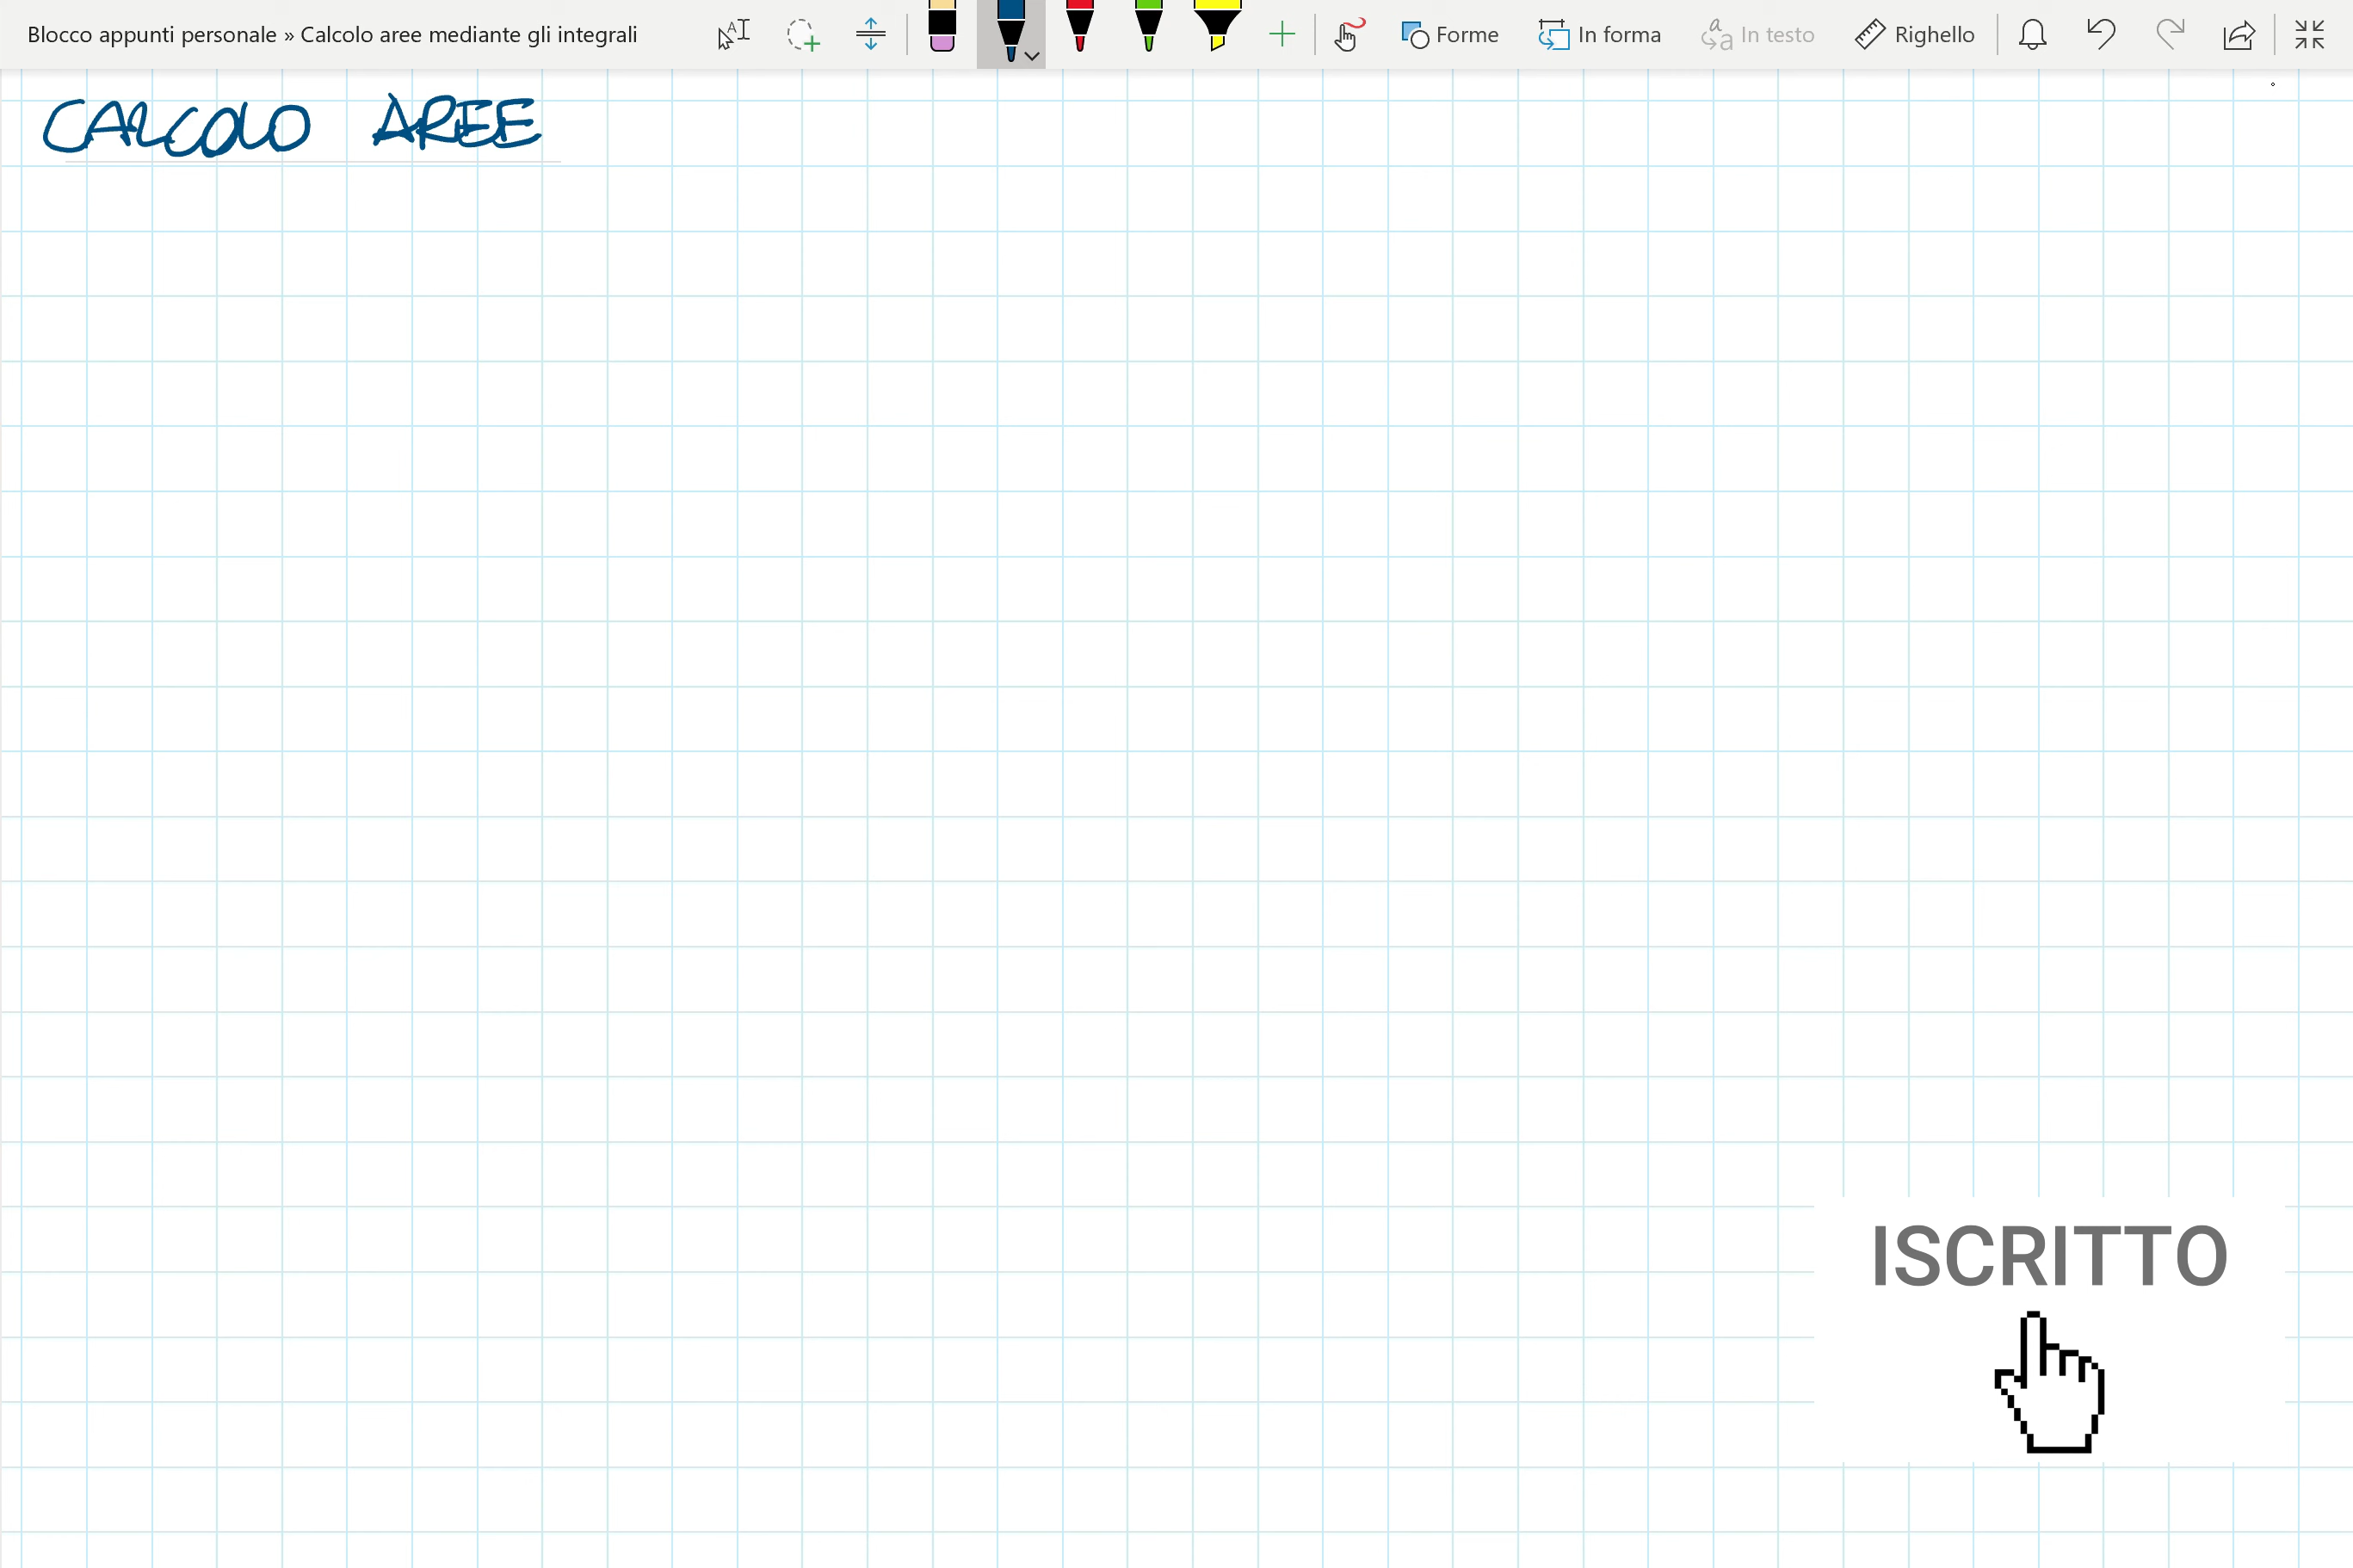 Blocco appunti personale » Calcolo aree mediante gli integrali Forme In forma In testo Righello
CALCOLO AREE
ISCRITTO